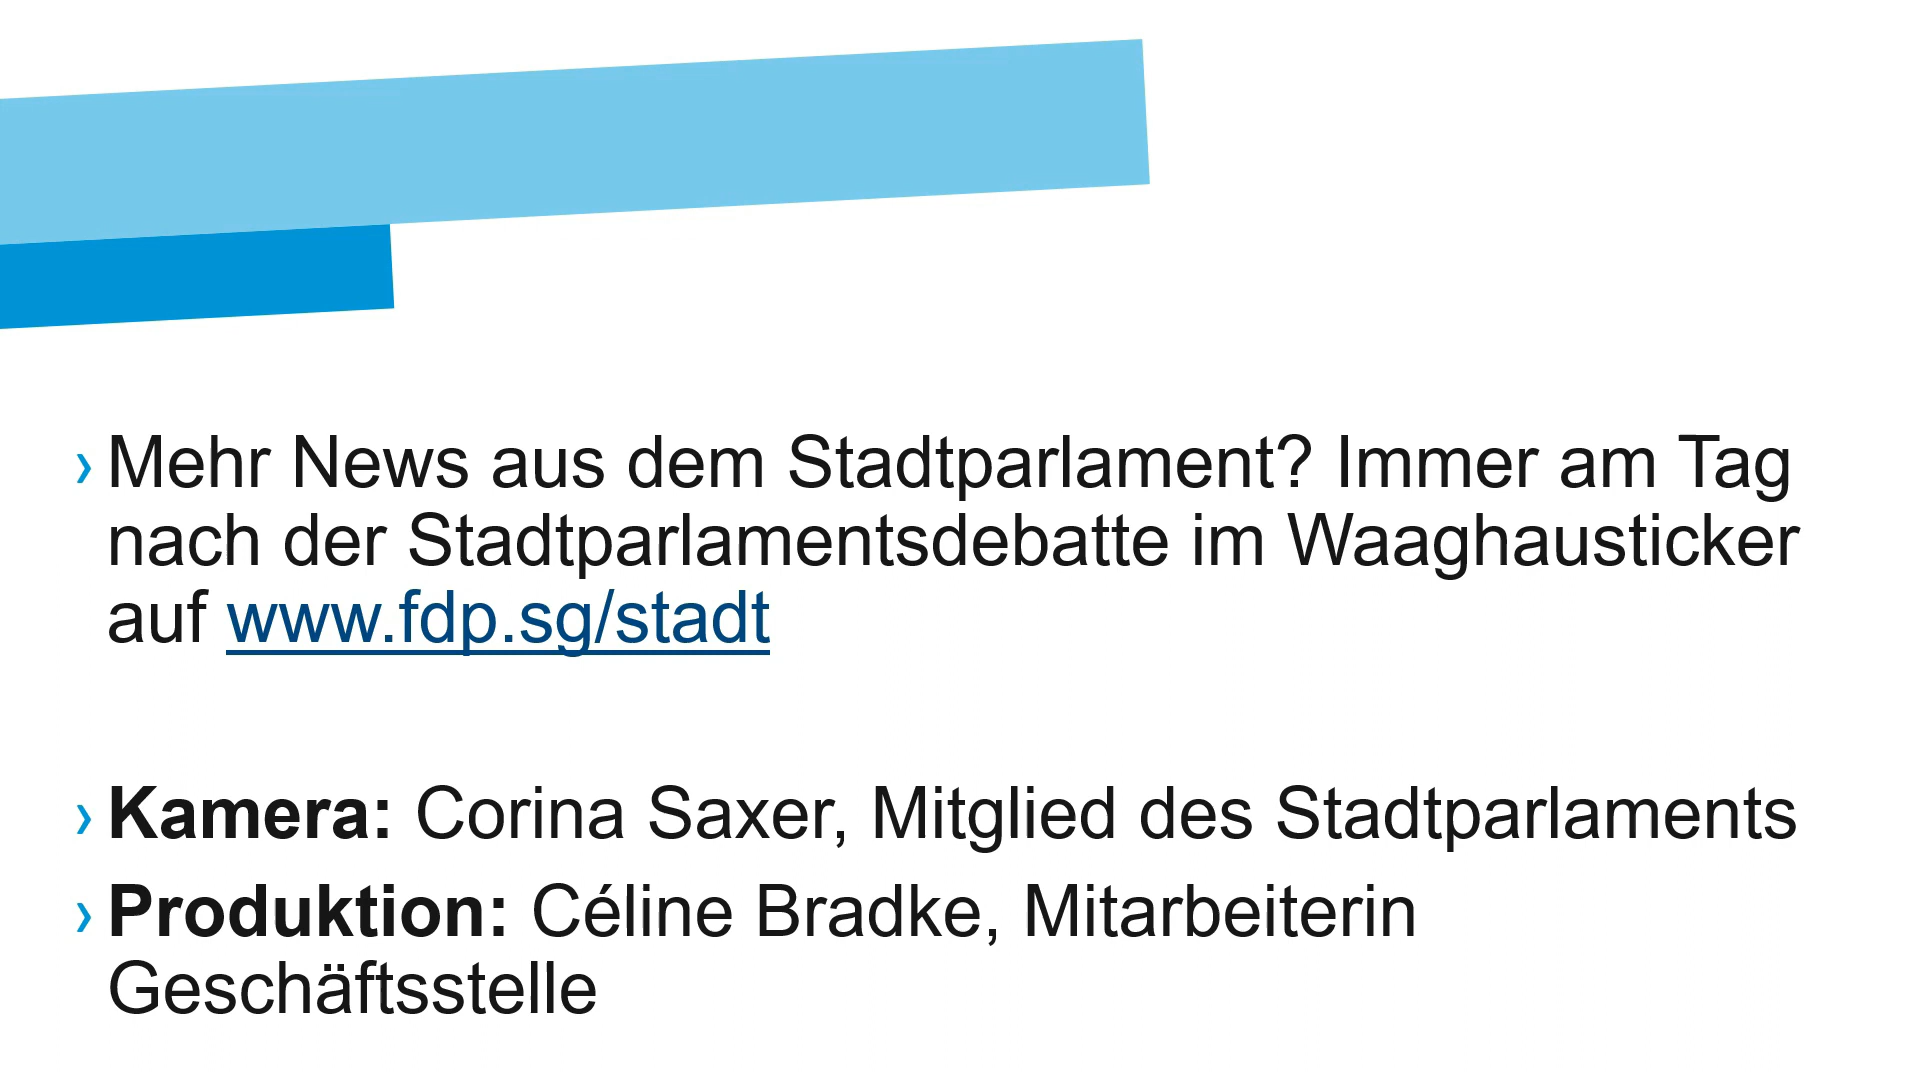 › Mehr News aus dem Stadtparlament? Immer am Tag
nach der Stadtparlamentsdebatte im Waaghausticker
auf www.fdp.sg/stadt
› Kamera: Corina Saxer, Mitglied des Stadtparlaments
› Produktion: Céline Bradke, Mitarbeiterin
Geschäftsstelle